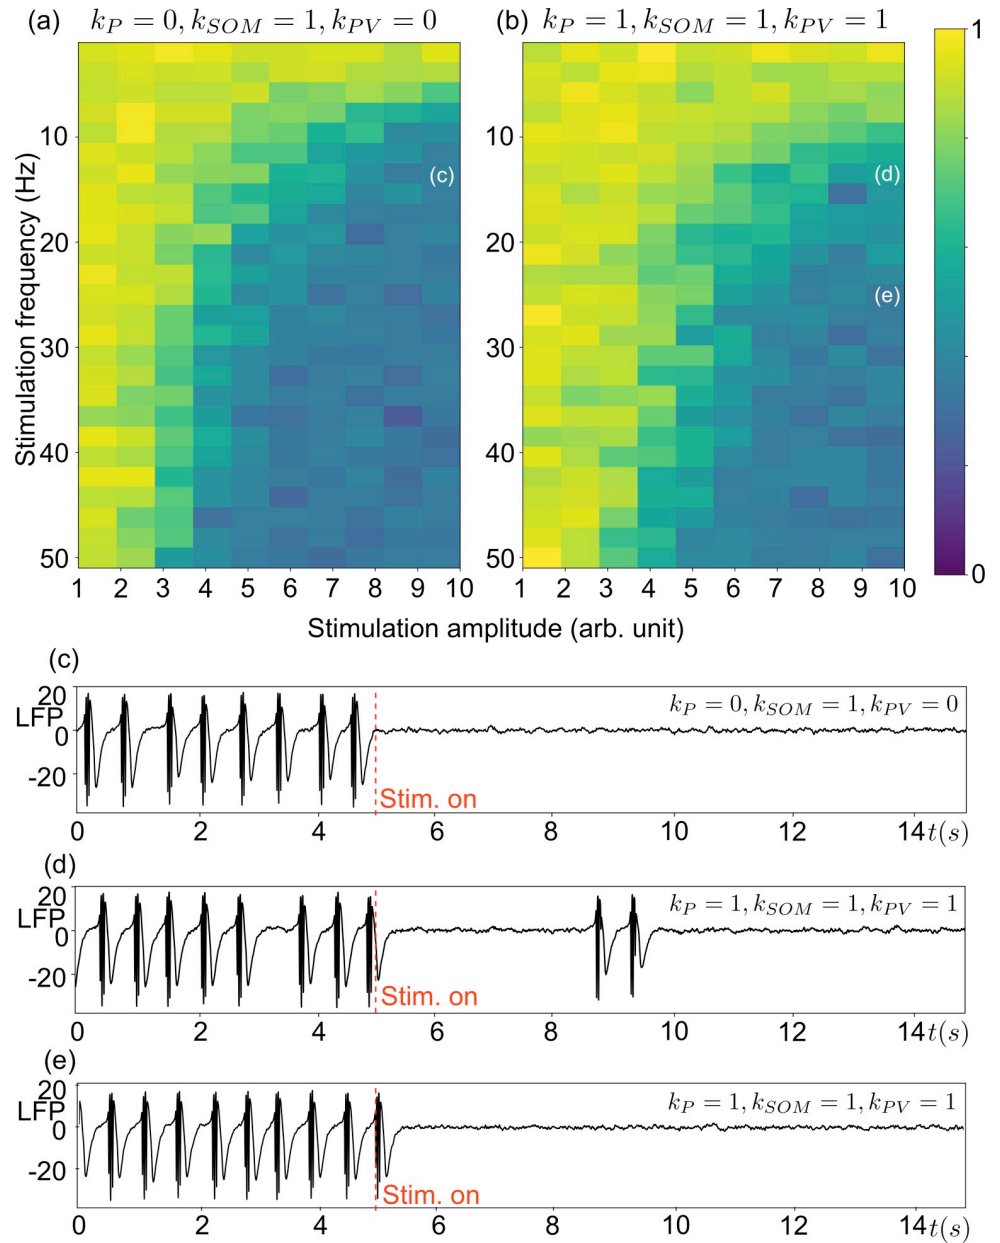 (a) k_P = 0, k_SOM = 1, k_PV = 0
(b) k_P = 1, k_SOM = 1, k_PV = 1
1
0
Stimulation frequency (Hz)
10
20
30
40
50
(c)
1 2 3 4 5 6 7 8 9 10
10
20
30
40
50
(d)
(e)
1 2 3 4 5 6 7 8 9 10
Stimulation amplitude (arb. unit)
(c)
20
LFP
0
-20
k_P = 0, k_SOM = 1, k_PV = 0
Stim. on
0 2 4 6 8 10 12 14 t(s)
(d)
20
LFP
0
-20
k_P = 1, k_SOM = 1, k_PV = 1
Stim. on
0 2 4 6 8 10 12 14 t(s)
(e)
20
LFP
0
-20
k_P = 1, k_SOM = 1, k_PV = 1
Stim. on
0 2 4 6 8 10 12 14 t(s)